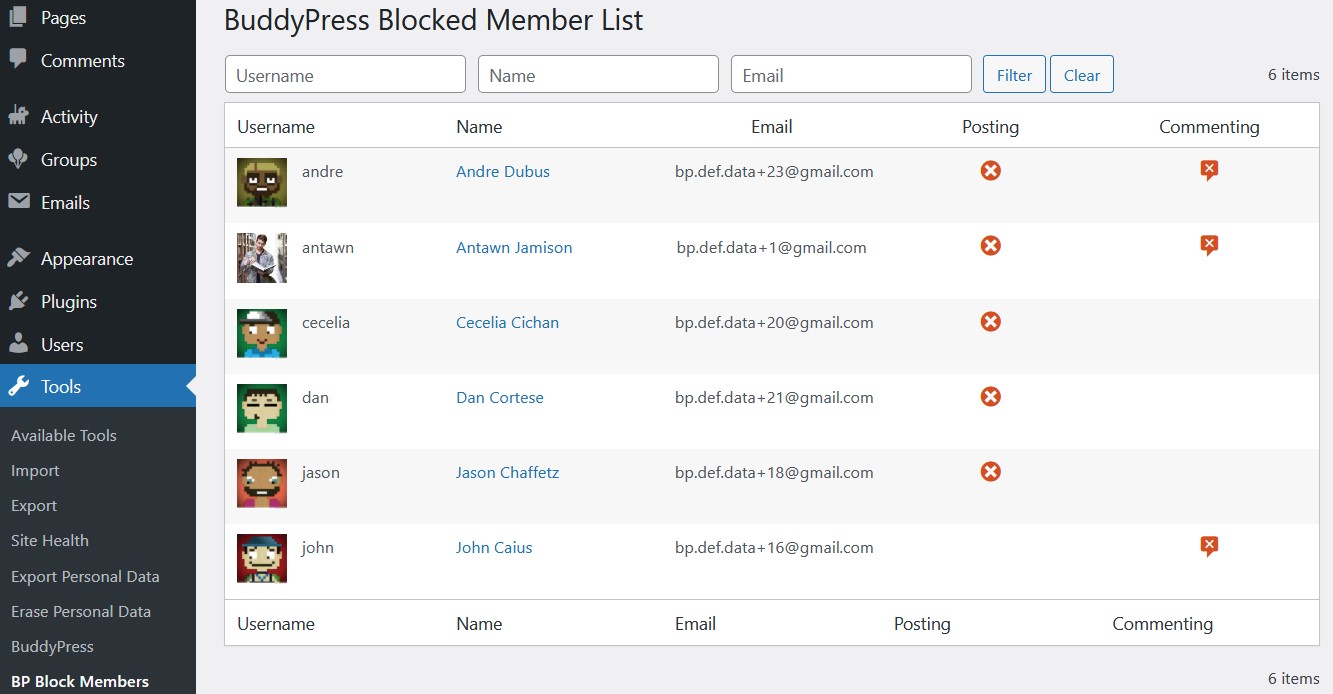 Pages
Comments
Activity
Groups
Emails
Appearance
Plugins
Users
Tools
Available Tools
Import
Export
Site Health
Export Personal Data
Erase Personal Data
BuddyPress
BP Block Members
BuddyPress Blocked Member List
Username Name Email Filter Clear 6 items
Username Name Email Posting Commenting
andre Andre Dubus bp.def.data+23@gmail.com
antawn Antawn Jamison bp.def.data+1@gmail.com
cecelia Cecelia Cichan bp.def.data+20@gmail.com
dan Dan Cortese bp.def.data+21@gmail.com
jason Jason Chaffetz bp.def.data+18@gmail.com
john John Caius bp.def.data+16@gmail.com
Username Name Email Posting Commenting
6 items